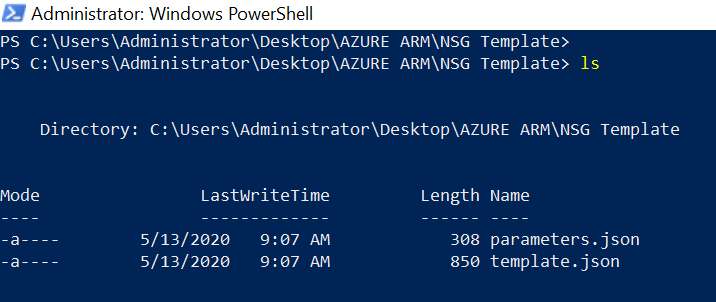 Administrator: Windows PowerShell
PS C:\Users\Administrator\Desktop\AZURE ARM\NSG Template>
PS C:\Users\Administrator\Desktop\AZURE ARM\NSG Template> ls
Directory: C:\Users\Administrator\Desktop\AZURE ARM\NSG Template
Mode LastWriteTime Length Name
---- ------------- ------ ----
-a---- 5/13/2020 9:07 AM 308 parameters.json
-a---- 5/13/2020 9:07 AM 850 template.json